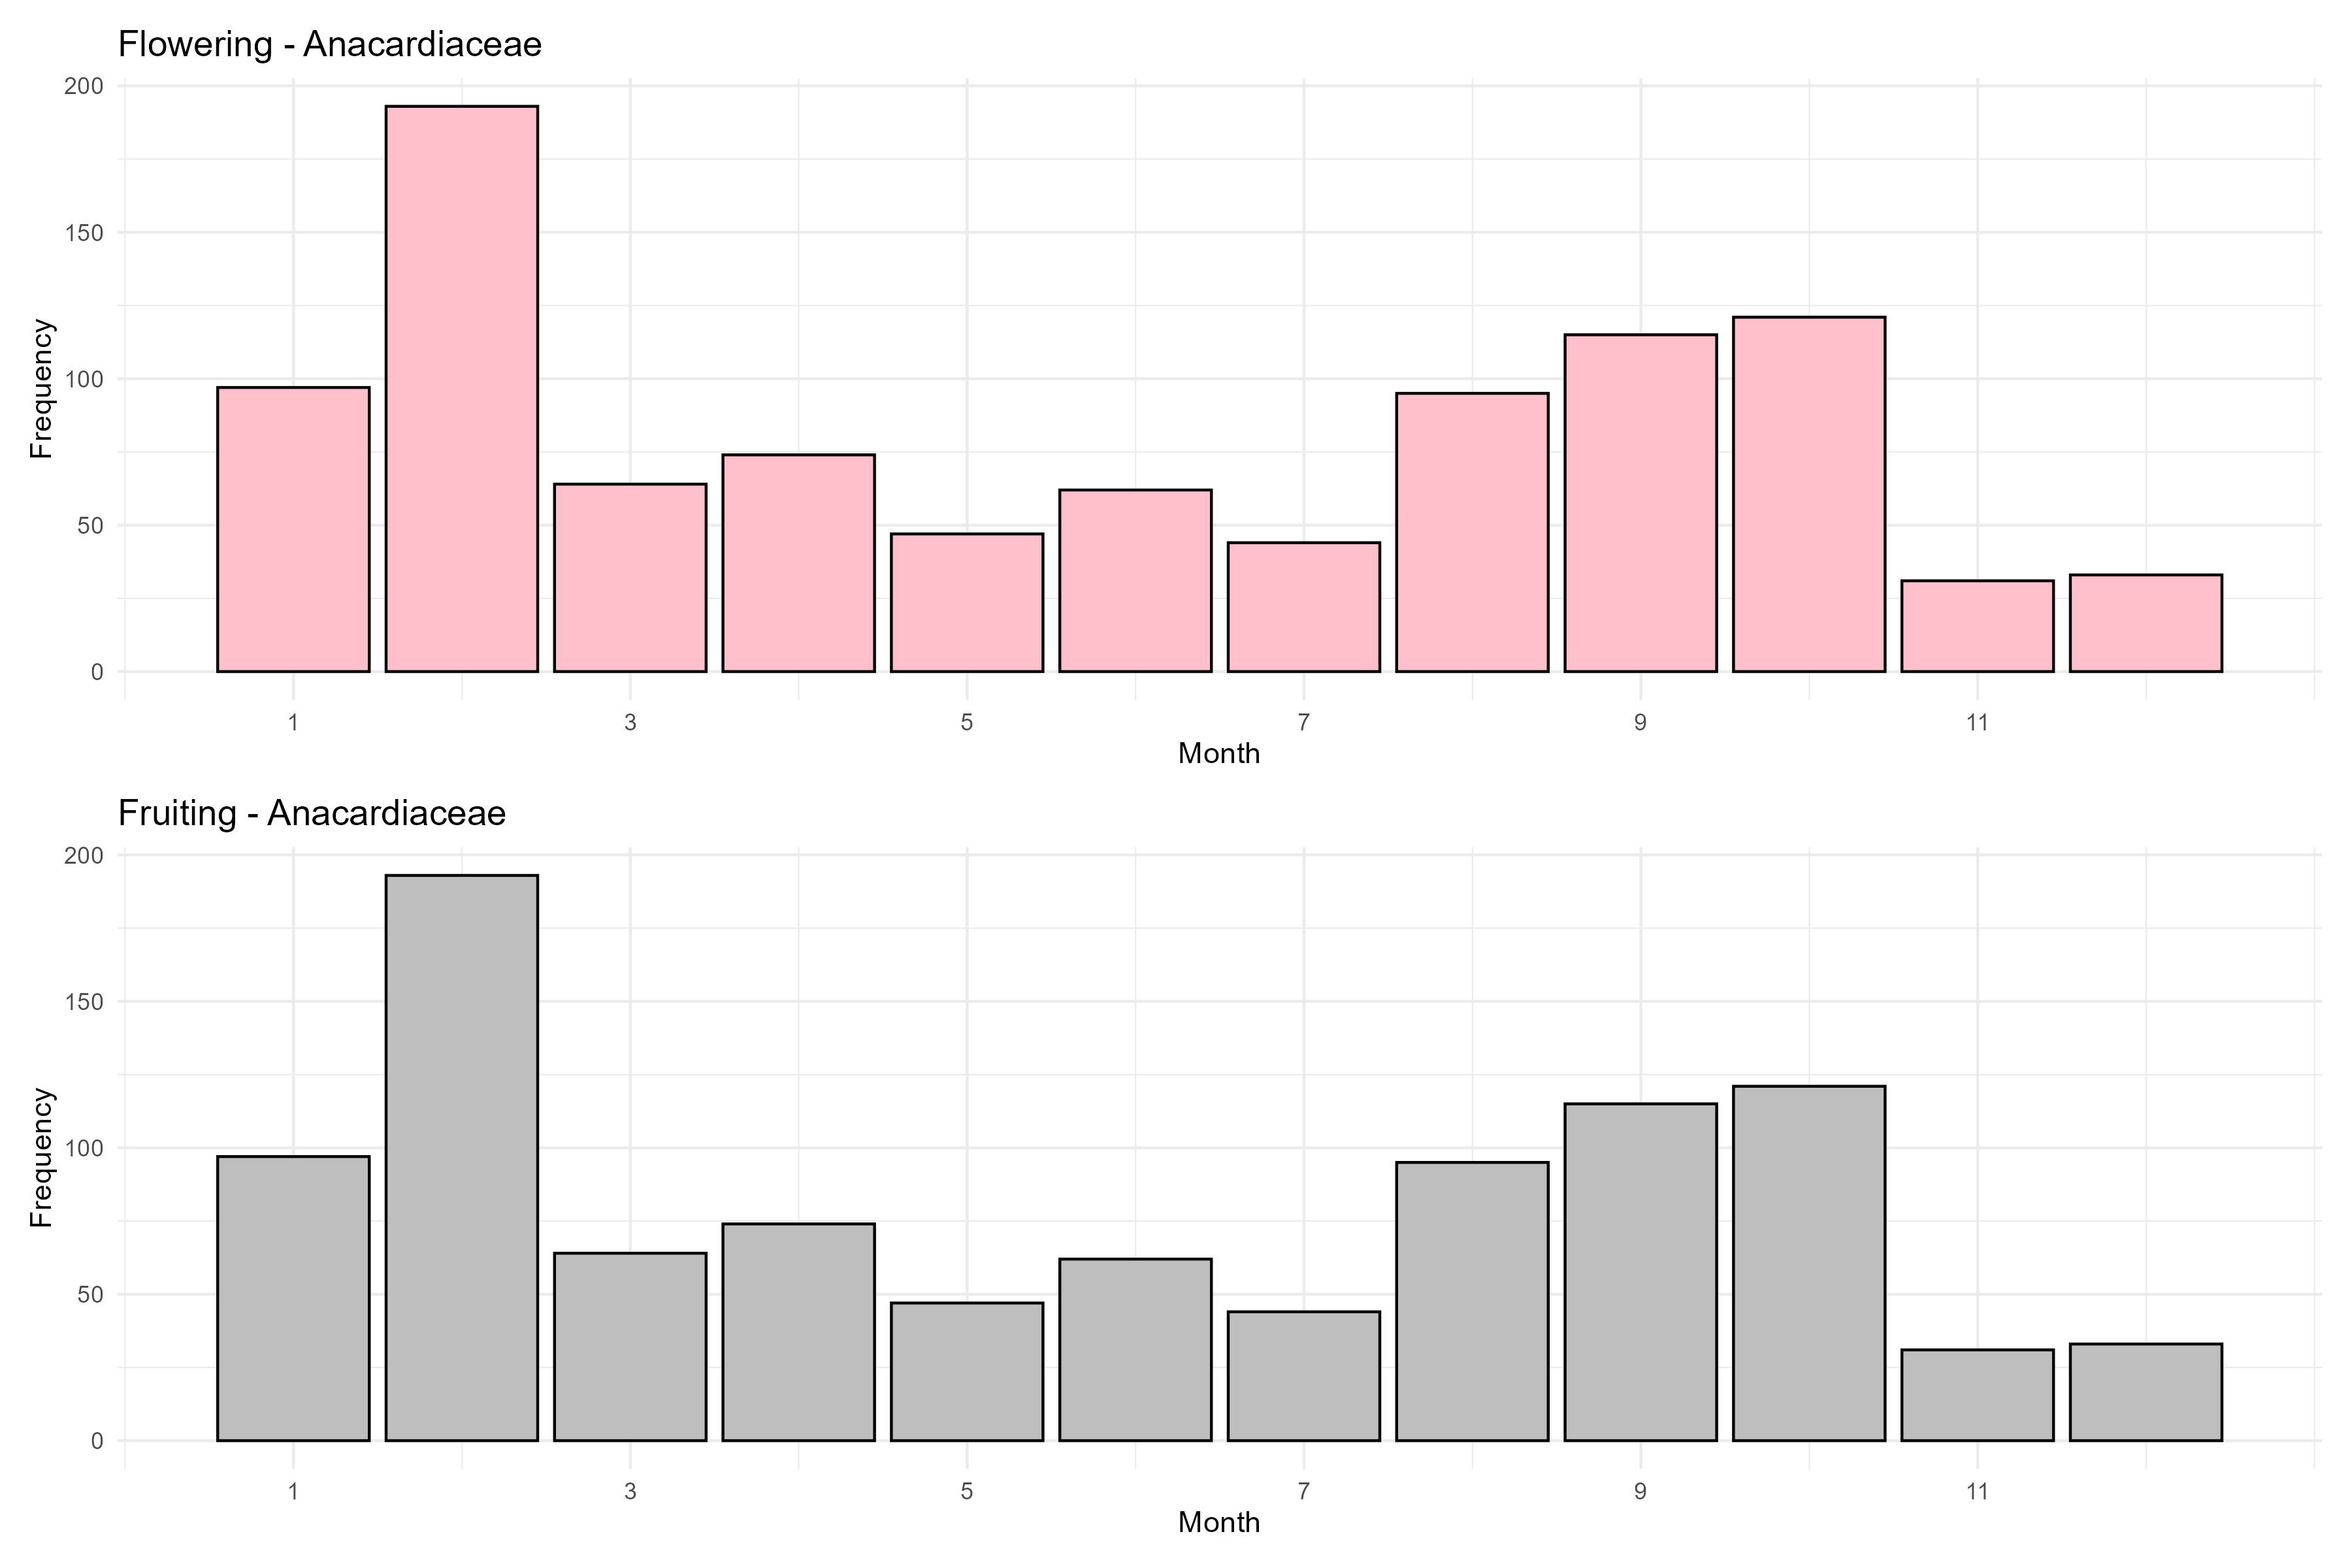 Flowering - Anacardiaceae
200
150
100
50
0
Frequency
1 3 5 7 9 11
Month
Fruiting - Anacardiaceae
200
150
100
50
0
Frequency
1 3 5 7 9 11
Month